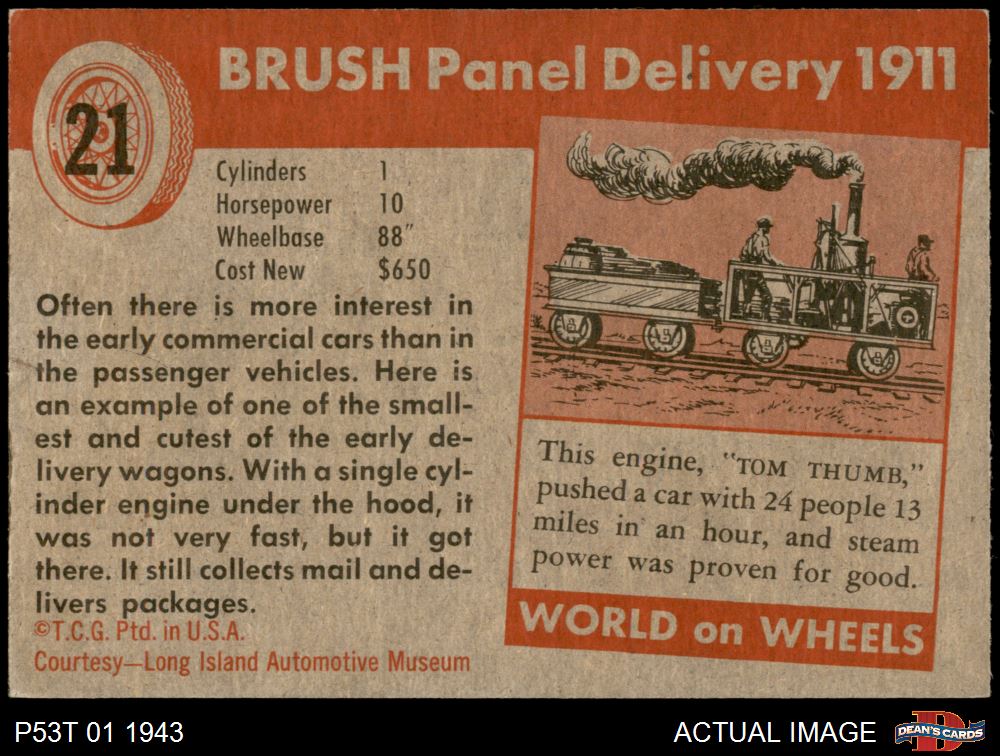 21
BRUSH Panel Delivery 1911
Cylinders 1
Horsepower 10
Wheelbase 88"
Cost New $650
Often there is more interest in
the early commercial cars than in
the passenger vehicles. Here is
an example of one of the small-
est and cutest of the early de-
livery wagons. With a single cyl-
inder engine under the hood, it
was not very fast, but it got
there. It still collects mail and de-
livers packages.
©T.C.G. Ptd. in U.S.A.
Courtesy—Long Island Automotive Museum
This engine, "TOM THUMB,"
pushed a car with 24 people 13
miles in an hour, and steam
power was proven for good.
WORLD on WHEELS
P53T 01 1943
ACTUAL IMAGE
D
DEAN'S CARDS